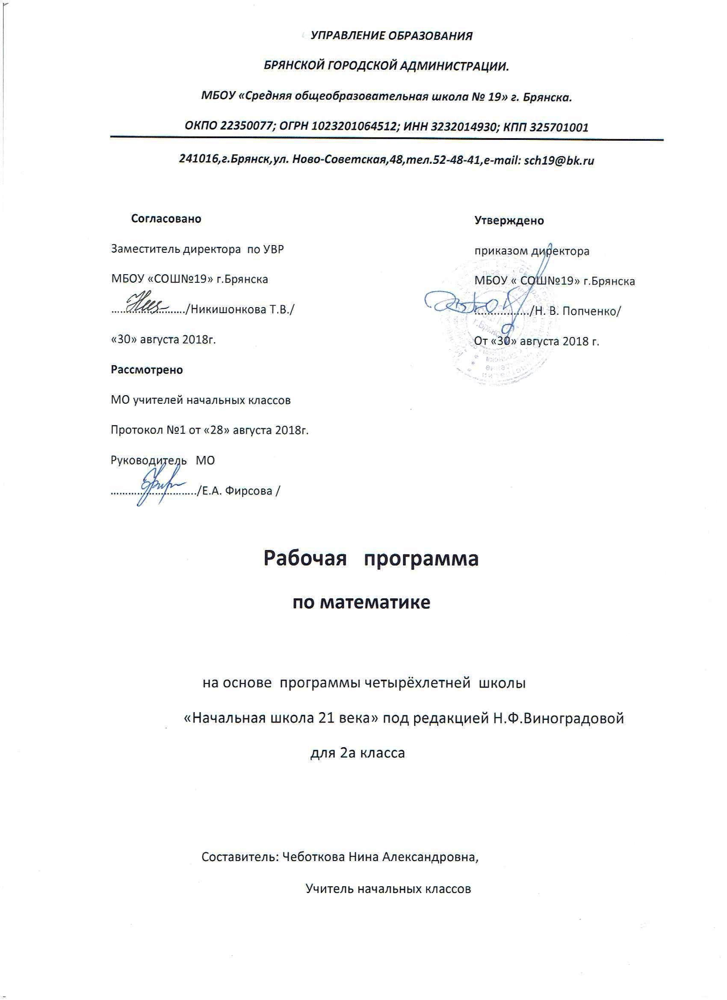 УПРАВЛЕНИЕ ОБРАЗОВАНИЯ
БРЯНСКОЙ ГОРОДСКОЙ АДМИНИСТРАЦИИ.
МБОУ «Средняя общеобразовательная школа № 19» г. Брянска.
ОКПО 22350077; ОГРН 1023201064512; ИНН 3232014930; КПП 325701001
241016,г.Брянск,ул. Ново-Советская,48,тел.52-48-41,e-mail: sch19@bk.ru
Согласовано
Заместитель директора по УВР
МБОУ «СОШ№19» г.Брянска
........................./Никишонкова Т.В./
«30» августа 2018г.
Рассмотрено
МО учителей начальных классов
Протокол №1 от «28» августа 2018г.
Руководитель МО
............................./Е.А. Фирсова /
Утверждено
приказом директора
МБОУ « СОШ№19» г.Брянска
................../Н. В. Попченко/
От «30» августа 2018 г.
Рабочая программа
по математике
на основе программы четырёхлетней школы
«Начальная школа 21 века» под редакцией Н.Ф.Виноградовой
для 2а класса
Составитель: Чеботкова Нина Александровна,
Учитель начальных классов